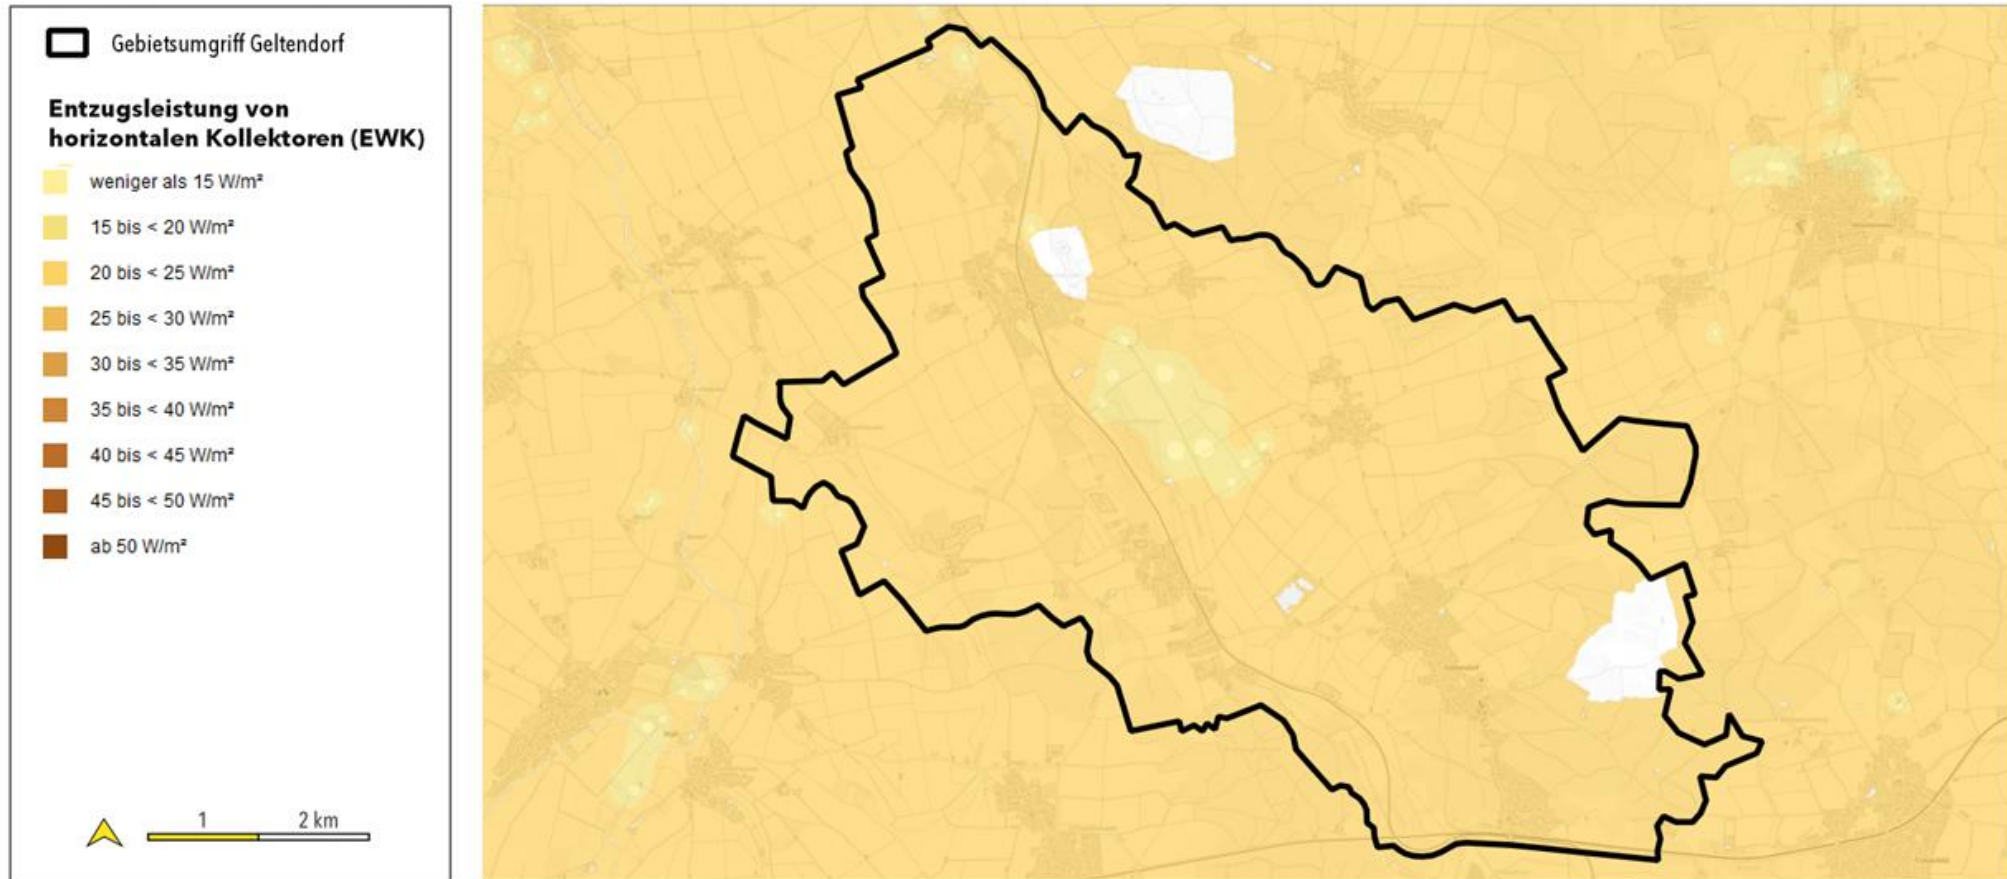 Gebietsumgriff Geltendorf
Entzugsleistung von
horizontalen Kollektoren (EWK)
weniger als 15 W/m²
15 bis < 20 W/m²
20 bis < 25 W/m²
25 bis < 30 W/m²
30 bis < 35 W/m²
35 bis < 40 W/m²
40 bis < 45 W/m²
45 bis < 50 W/m²
ab 50 W/m²
1 2 km